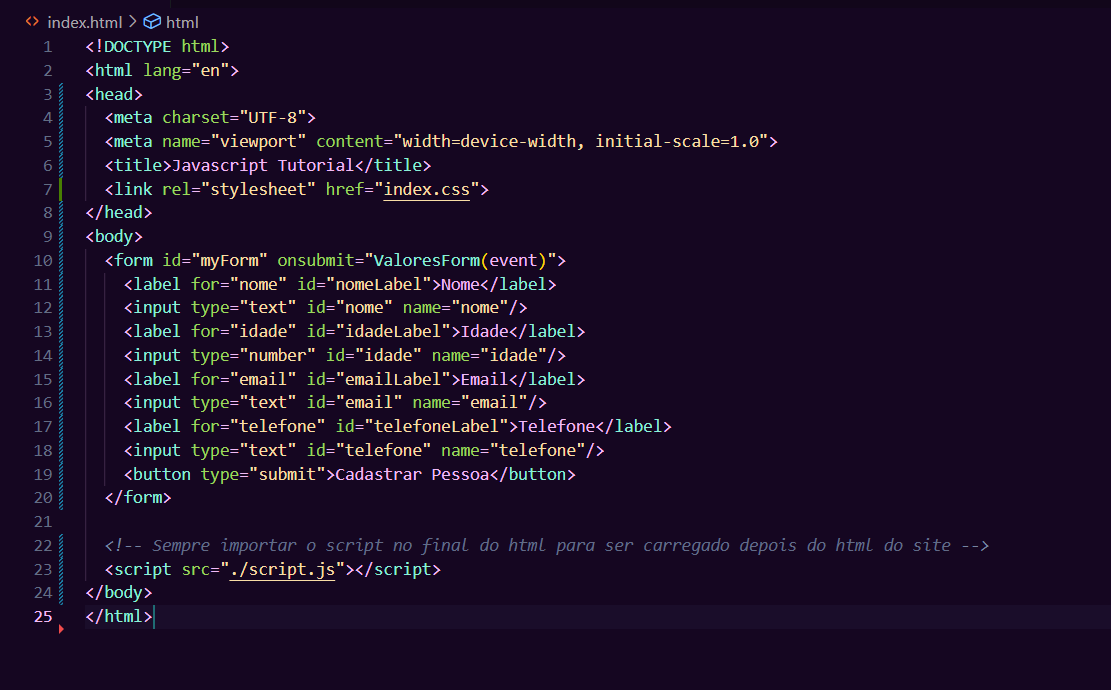 index.html > html
1 <!DOCTYPE html>
2 <html lang="en">
3 <head>
4 <meta charset="UTF-8">
5 <meta name="viewport" content="width=device-width, initial-scale=1.0">
6 <title>Javascript Tutorial</title>
7 <link rel="stylesheet" href="index.css">
8 </head>
9 <body>
10 <form id="myForm" onsubmit="ValoresForm(event)">
11 <label for="nome" id="nomeLabel">Nome</label>
12 <input type="text" id="nome" name="nome"/>
13 <label for="idade" id="idadeLabel">Idade</label>
14 <input type="number" id="idade" name="idade"/>
15 <label for="email" id="emailLabel">Email</label>
16 <input type="text" id="email" name="email"/>
17 <label for="telefone" id="telefoneLabel">Telefone</label>
18 <input type="text" id="telefone" name="telefone"/>
19 <button type="submit">Cadastrar Pessoa</button>
20 </form>
21
22 <!-- Sempre importar o script no final do html para ser carregado depois do html do site -->
23 <script src="./script.js"></script>
24 </body>
25 </html>